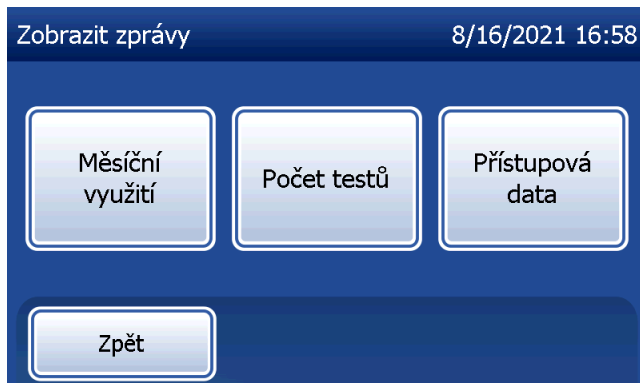 Zobrazit zprávy 8/16/2021 16:58
Měsíční
využití
Počet testů
Přístupová
data
Zpět